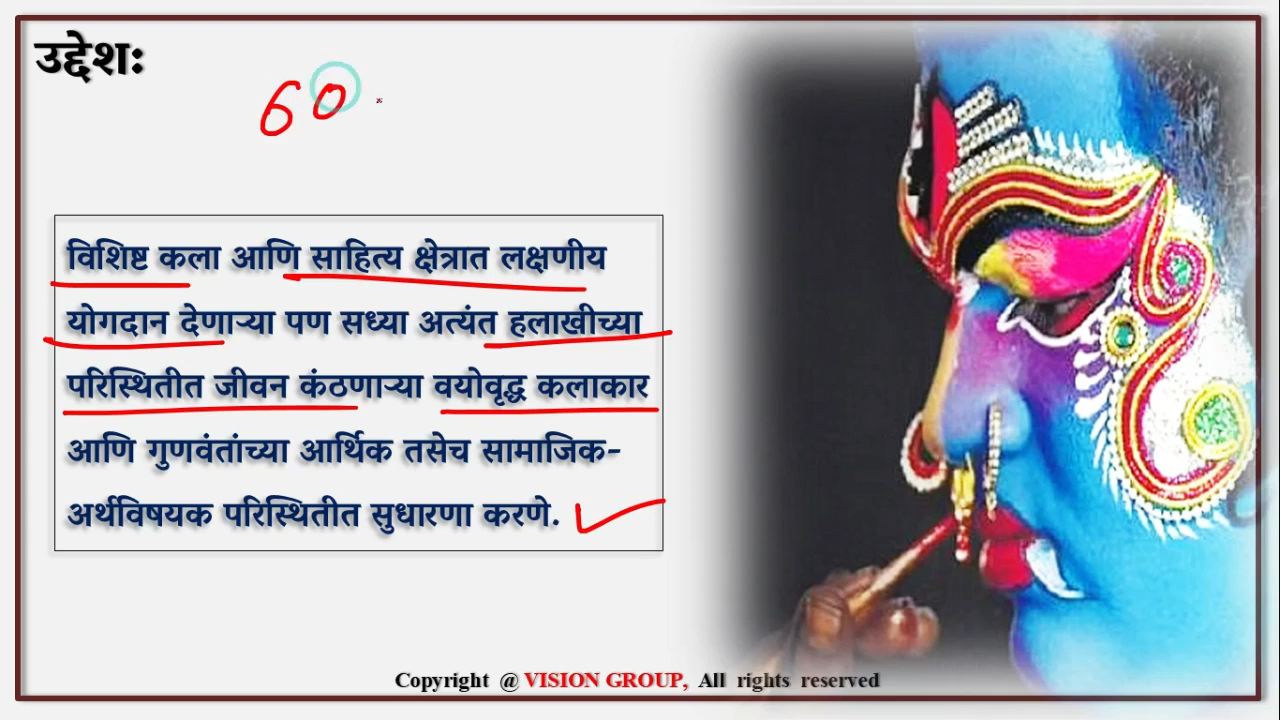 उद्देशः
60
विशिष्ट कला आणि साहित्य क्षेत्रात लक्षणीय
योगदान देणाऱ्या पण सध्या अत्यंत हलाखीच्या
परिस्थितीत जीवन कंठणाऱ्या वयोवृद्ध कलाकार
आणि गुणवंतांच्या आर्थिक तसेच सामाजिक-
अर्थविषयक परिस्थितीत सुधारणा करणे.
Copyright @ VISION GROUP, All rights reserved